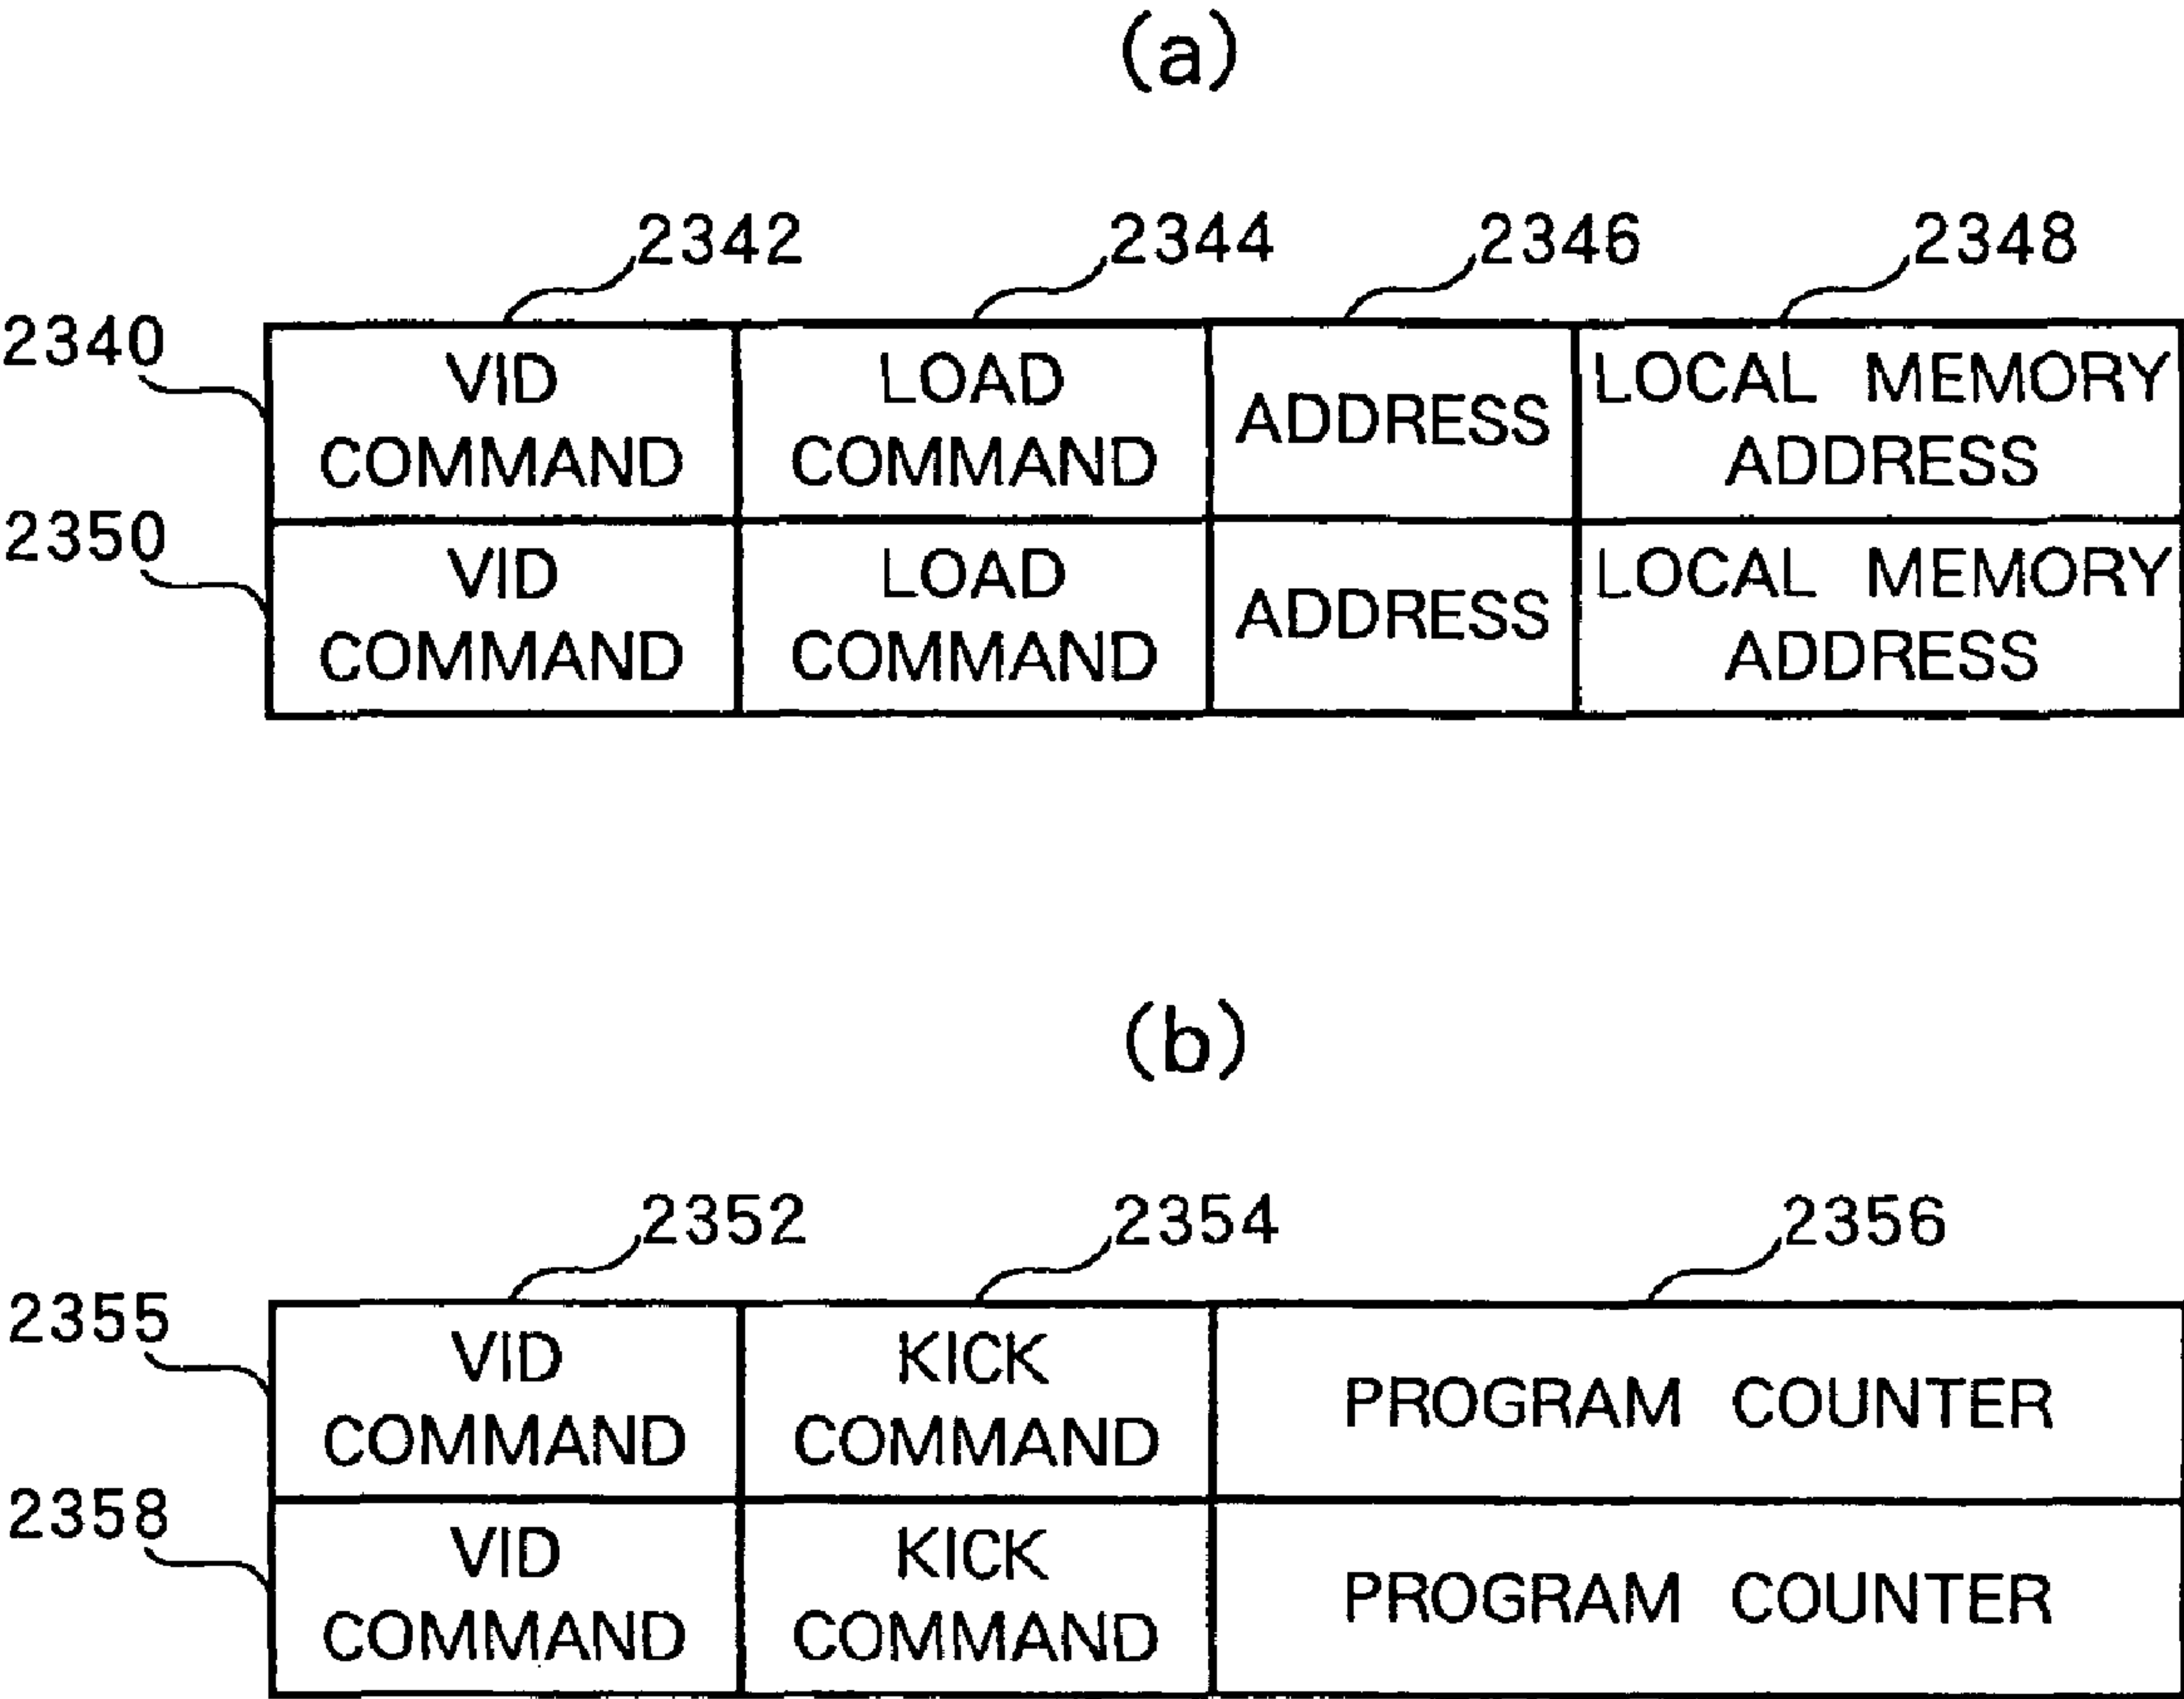 (a)
2342 2344 2346 2348
2340
VID LOAD LOCAL MEMORY
COMMAND COMMAND ADDRESS ADDRESS
2350
VID LOAD LOCAL MEMORY
COMMAND COMMAND ADDRESS ADDRESS
(b)
2352 2354 2356
2355
VID KICK
COMMAND COMMAND PROGRAM COUNTER
2358
VID KICK
COMMAND COMMAND PROGRAM COUNTER